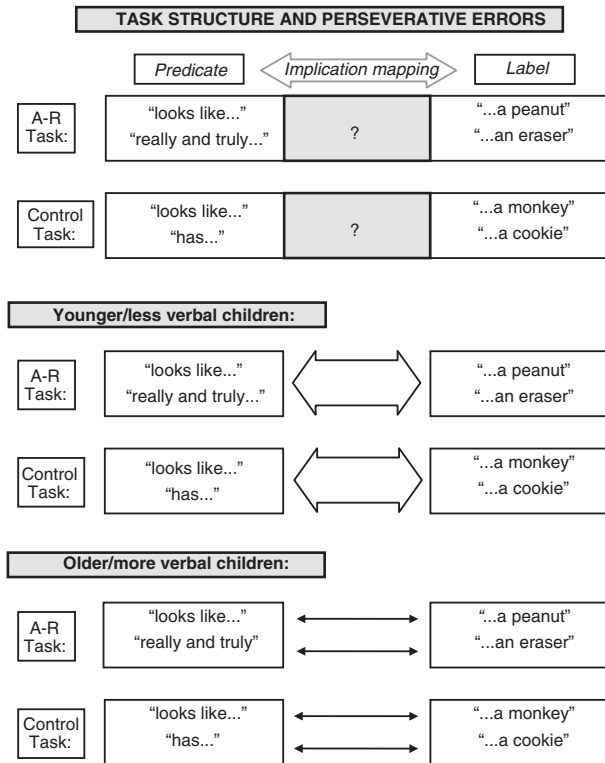 TASK STRUCTURE AND PERSEVERATIVE ERRORS
Predicate Implication mapping Label
A-R
Task:
“looks like...”
“really and truly...”
?
“...a peanut”
“...an eraser”
Control
Task:
“looks like...”
“has...”
?
“...a monkey”
“...a cookie”
Younger/less verbal children:
A-R
Task:
“looks like...”
“really and truly...”
“...a peanut”
“...an eraser”
Control
Task:
“looks like...”
“has...”
“...a monkey”
“...a cookie”
Older/more verbal children:
A-R
Task:
“looks like...”
“really and truly”
“...a peanut”
“...an eraser”
Control
Task:
“looks like...”
“has...”
“...a monkey”
“...a cookie”